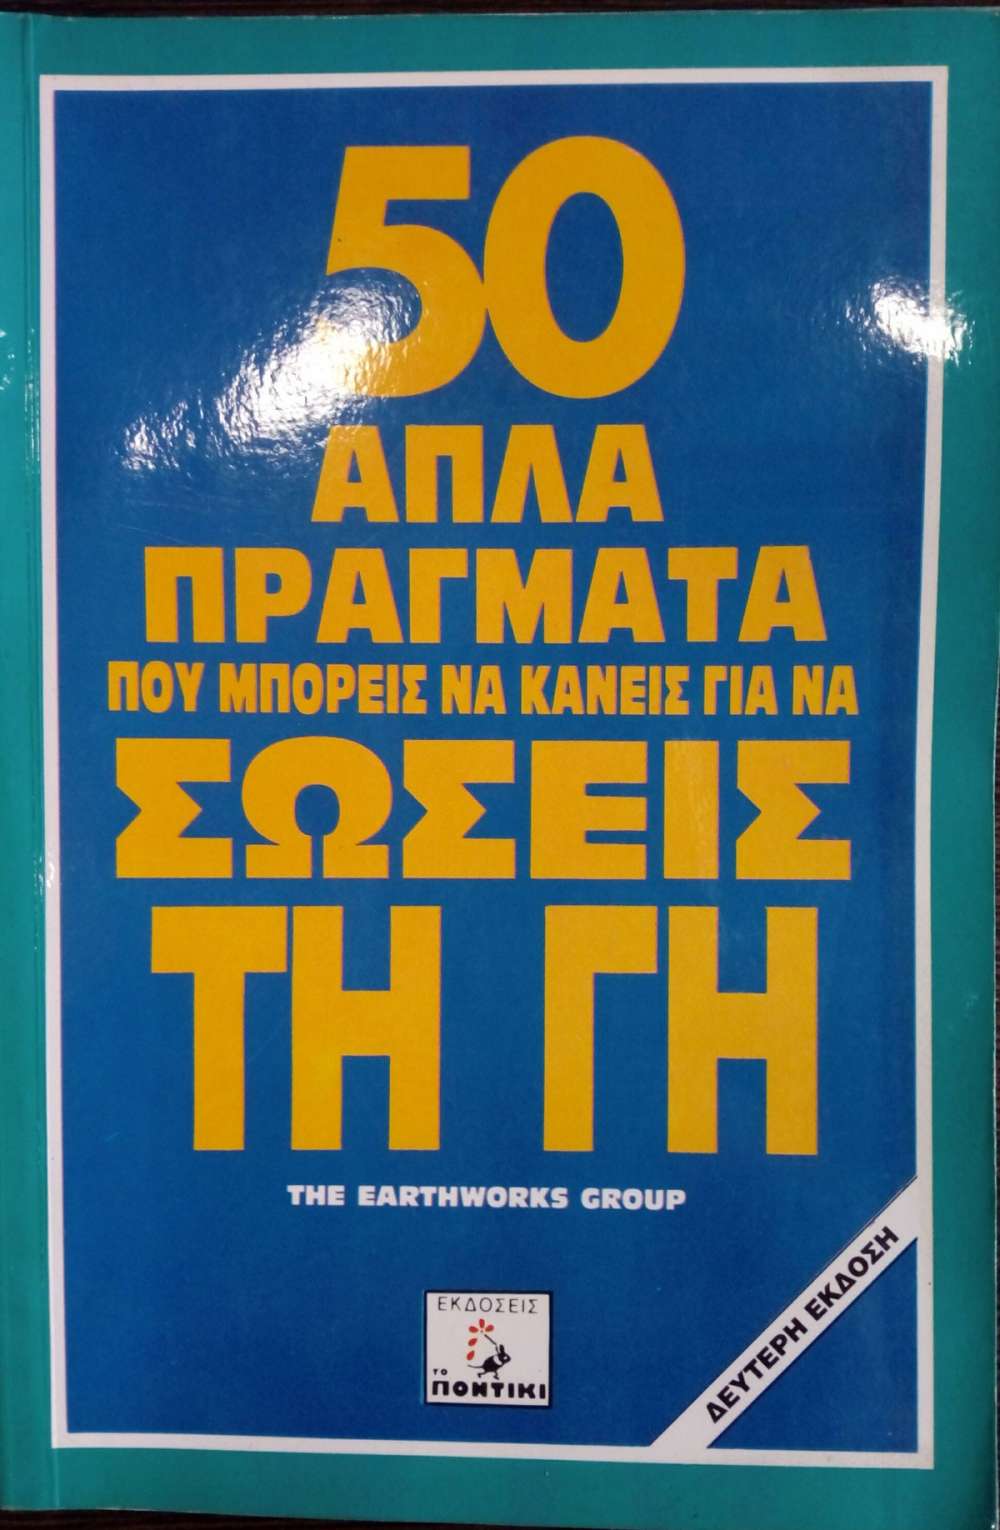 50
ΑΠΛΑ
ΠΡΑΓΜΑΤΑ
ΠΟΥ ΜΠΟΡΕΙΣ ΝΑ ΚΑΝΕΙΣ ΓΙΑ ΝΑ
ΣΩΣΕΙΣ
ΤΗ ΓΗ
THE EARTHWORKS GROUP
ΕΚΔΟΣΕΙΣ
ΤΟ
ΠΟΝΤΙΚΙ
ΔΕΥΤΕΡΗ ΕΚΔΟΣΗ